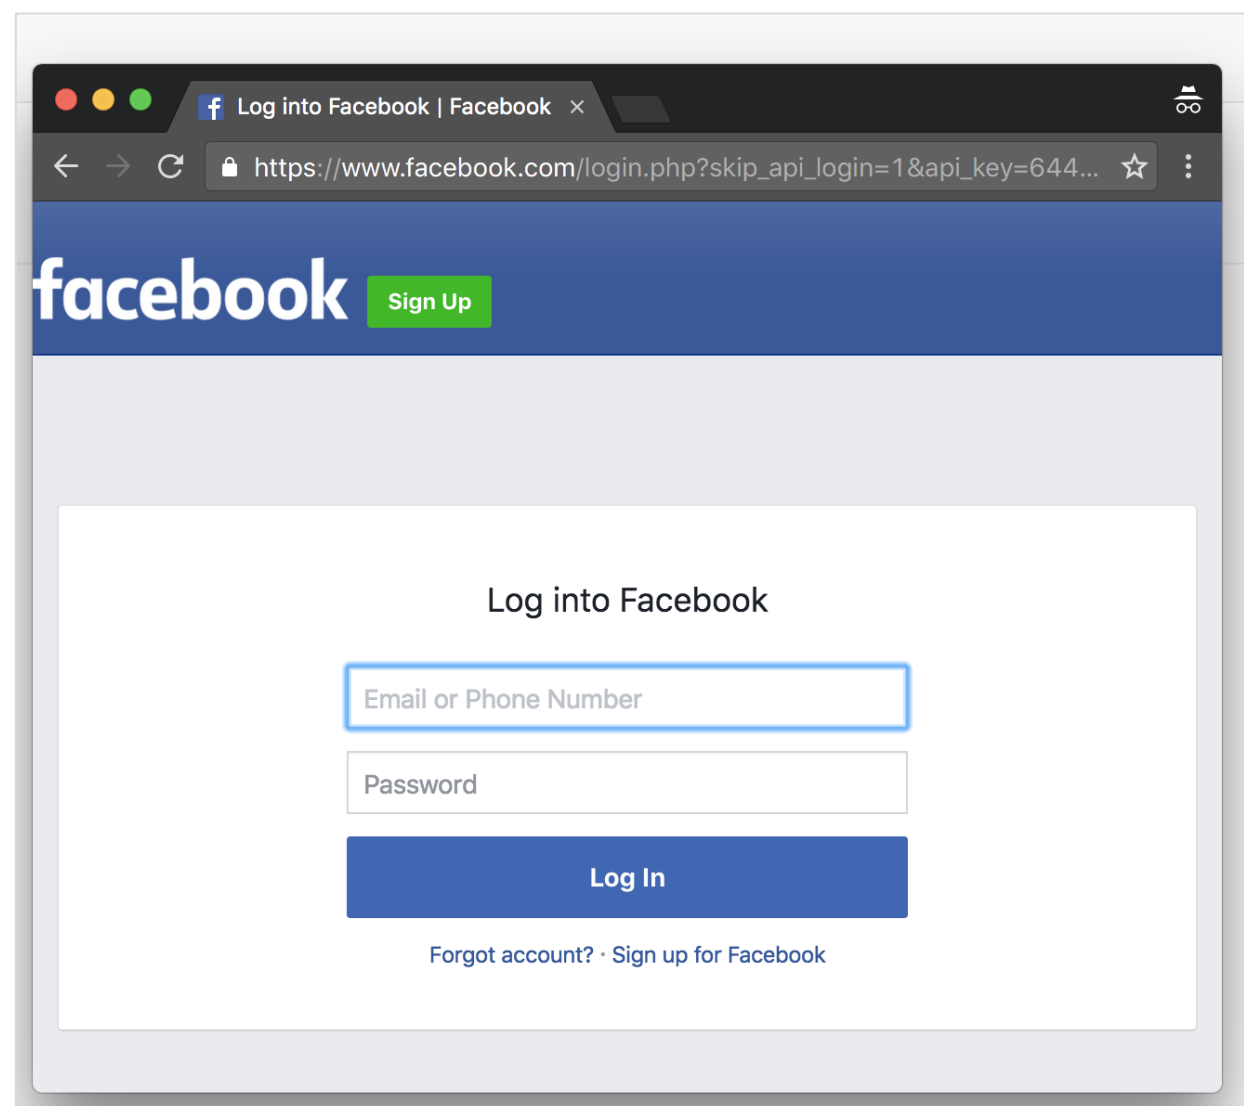 Log into Facebook | Facebook
https://www.facebook.com/login.php?skip_api_login=1&api_key=644...
facebook Sign Up
Log into Facebook
Email or Phone Number
Password
Log In
Forgot account? · Sign up for Facebook